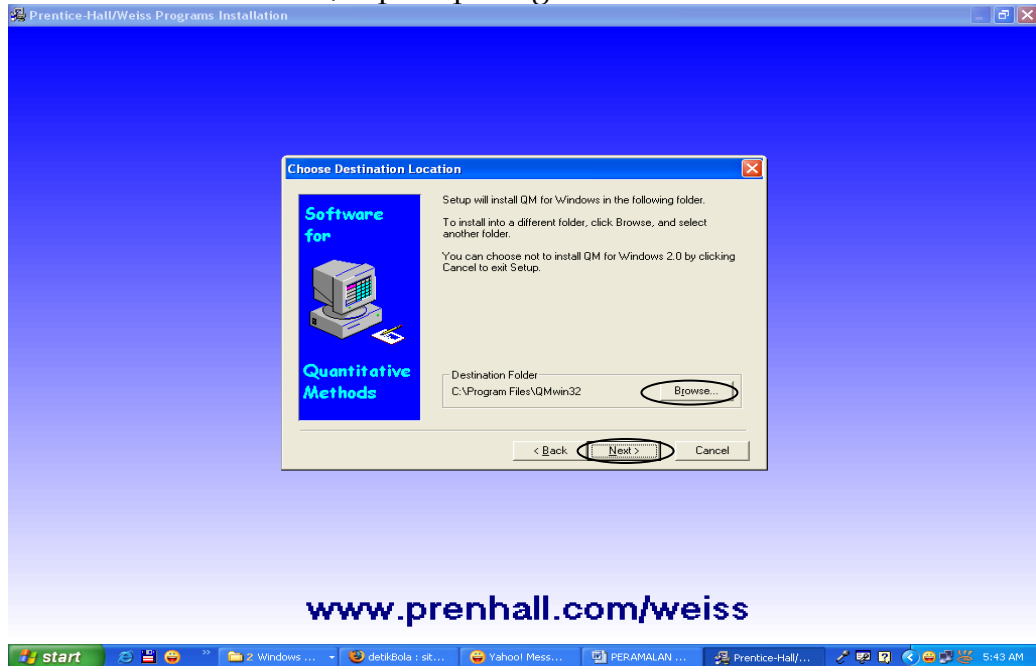 Prentice-Hall/Weiss Programs Installation
Choose Destination Location
Software
for
Quantitative
Methods
Setup will install QM for Windows in the following folder.
To install into a different folder, click Browse, and select
another folder.
You can choose not to install QM for Windows 2.0 by clicking
Cancel to exit Setup.
Destination Folder
C:\Program Files\QMwin32
Browse...
< Back
Next >
Cancel
www.prenhall.com/weiss
start
2 Windows ...
detikBola : sit...
Yahoo! Mess...
PERAMALAN ...
Prentice-Hall/...
5:43 AM